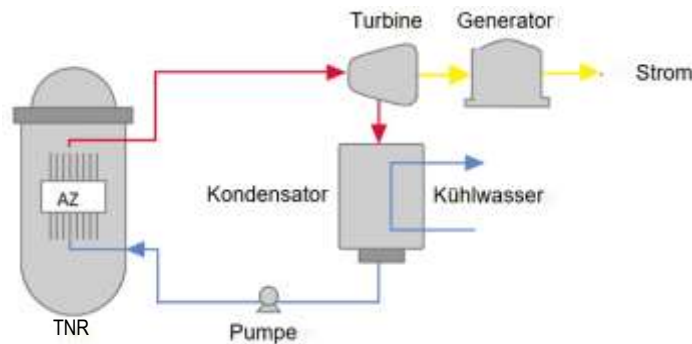 Turbine
Generator
Strom
AZ
Kondensator
Kühlwasser
TNR
Pumpe